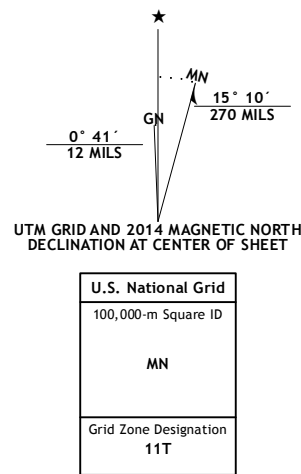 ★
MN
GN
15° 10´
270 MILS
0° 41´
12 MILS
UTM GRID AND 2014 MAGNETIC NORTH
DECLINATION AT CENTER OF SHEET
U.S. National Grid
100,000-m Square ID
MN
Grid Zone Designation
11T